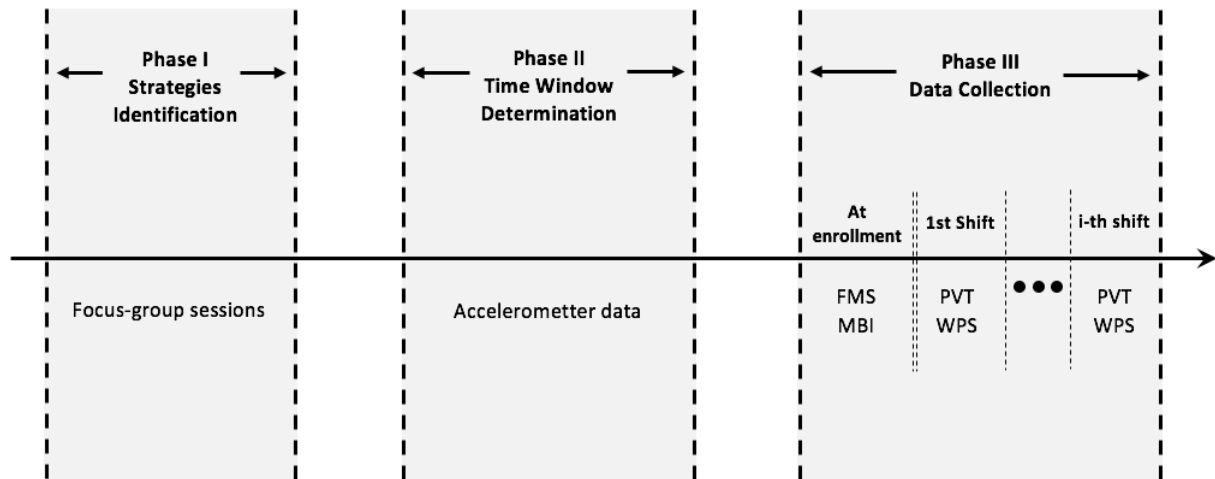 Phase I
Strategies
Identification
Phase II
Time Window
Determination
Phase III
Data Collection
At
enrollment
1st Shift
i-th shift
Focus-group sessions
Accelerometter data
FMS
MBI
PVT
WPS
PVT
WPS